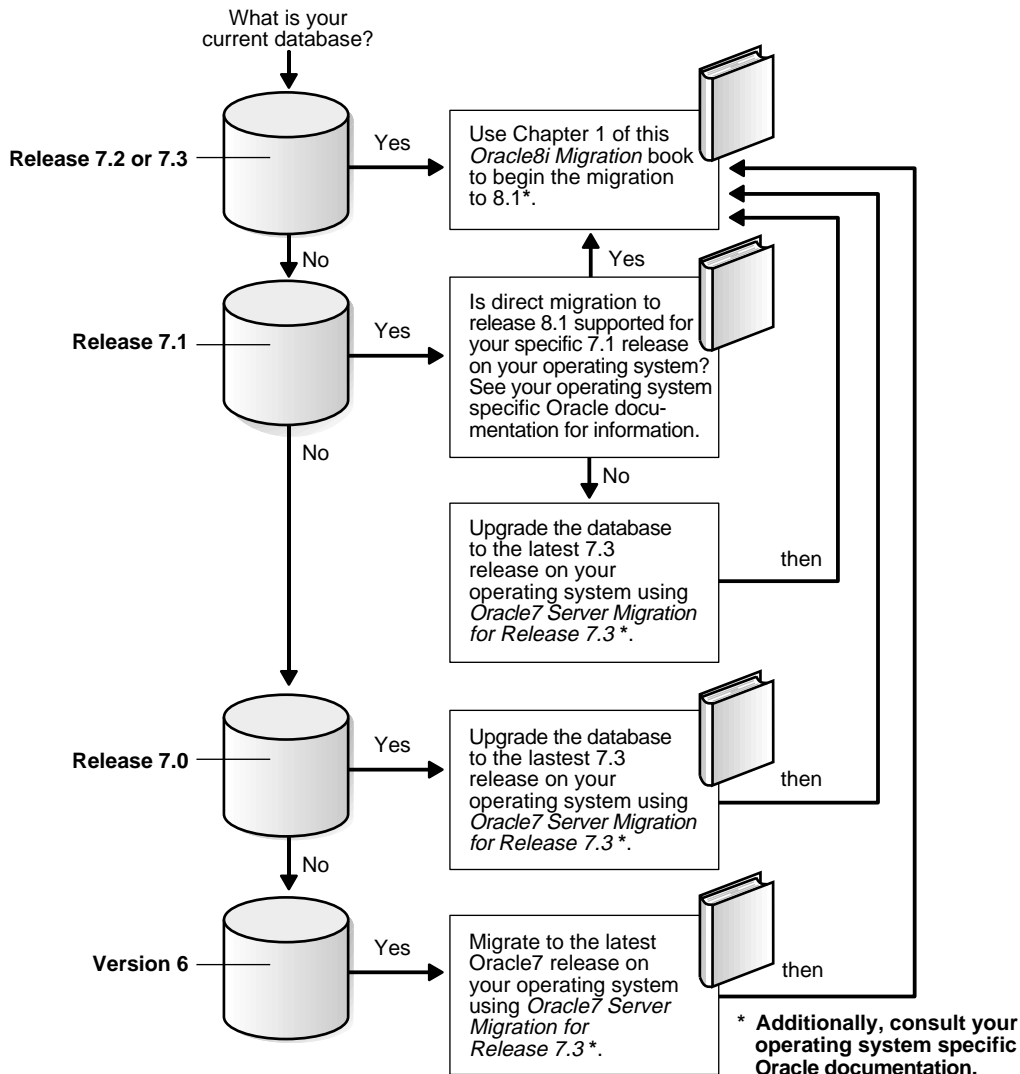 What is your
current database?
Release 7.2 or 7.3
Yes
Use Chapter 1 of this
Oracle8i Migration book
to begin the migration
to 8.1*.
No
Yes
Release 7.1
Yes
Is direct migration to
release 8.1 supported for
your specific 7.1 release
on your operating system?
See your operating system
specific Oracle docu-
mentation for information.
No
No
Upgrade the database
to the latest 7.3
release on your
operating system using
Oracle7 Server Migration
for Release 7.3 *.
then
Release 7.0
Yes
Upgrade the database
to the lastest 7.3
release on your
operating system using
Oracle7 Server Migration
for Release 7.3 *.
then
No
Version 6
Yes
Migrate to the latest
Oracle7 release on
your operating system
using Oracle7 Server
Migration for
Release 7.3 *.
then
* Additionally, consult your
operating system specific
Oracle documentation.